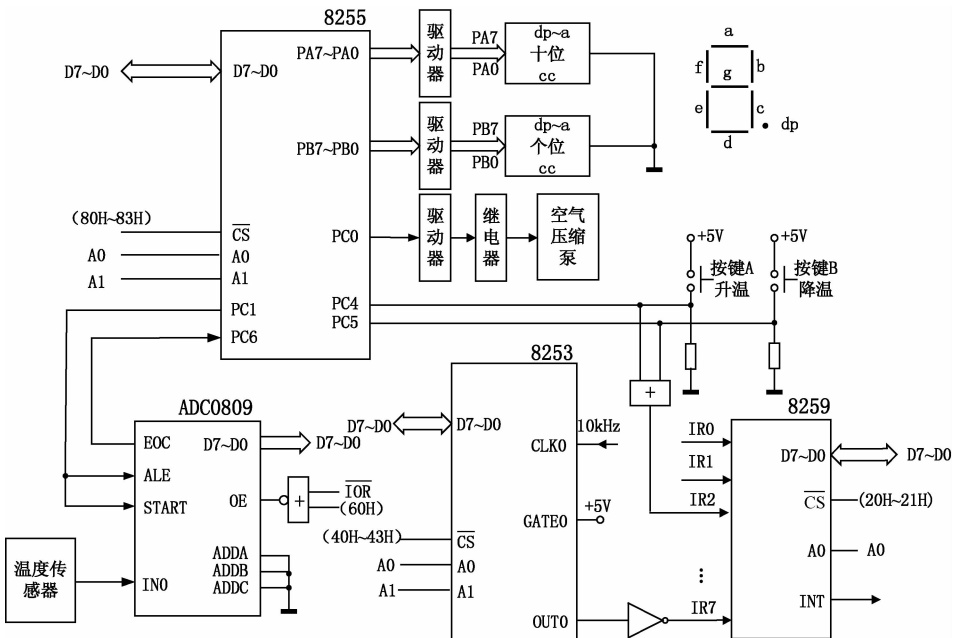 8255
D7~D0
D7~D0
PA7~PA0
驱动器
PA7
PA0
dp~a
十位
cc
PB7~PB0
驱动器
PB7
PB0
dp~a
个位
cc
a
f
g
b
e
c
d
dp
(80H~83H)
CS
A0
A0
A1
A1
PC0
驱动器
继电器
空气压缩泵
PC1
PC6
PC4
PC5
+5V
按键A
升温
+5V
按键B
降温
+
ADC0809
EOC
D7~D0
D7~D0
ALE
START
OE
+
IOR
(60H)
ADDA
ADDB
ADDC
IN0
温度传感器
8253
D7~D0
D7~D0
CLK0
10kHz
GATE0
+5V
(40H~43H)
CS
A0
A0
A1
A1
OUT0
8259
IR0
IR1
IR2
⋮
IR7
D7~D0
D7~D0
CS
(20H~21H)
A0
A0
INT